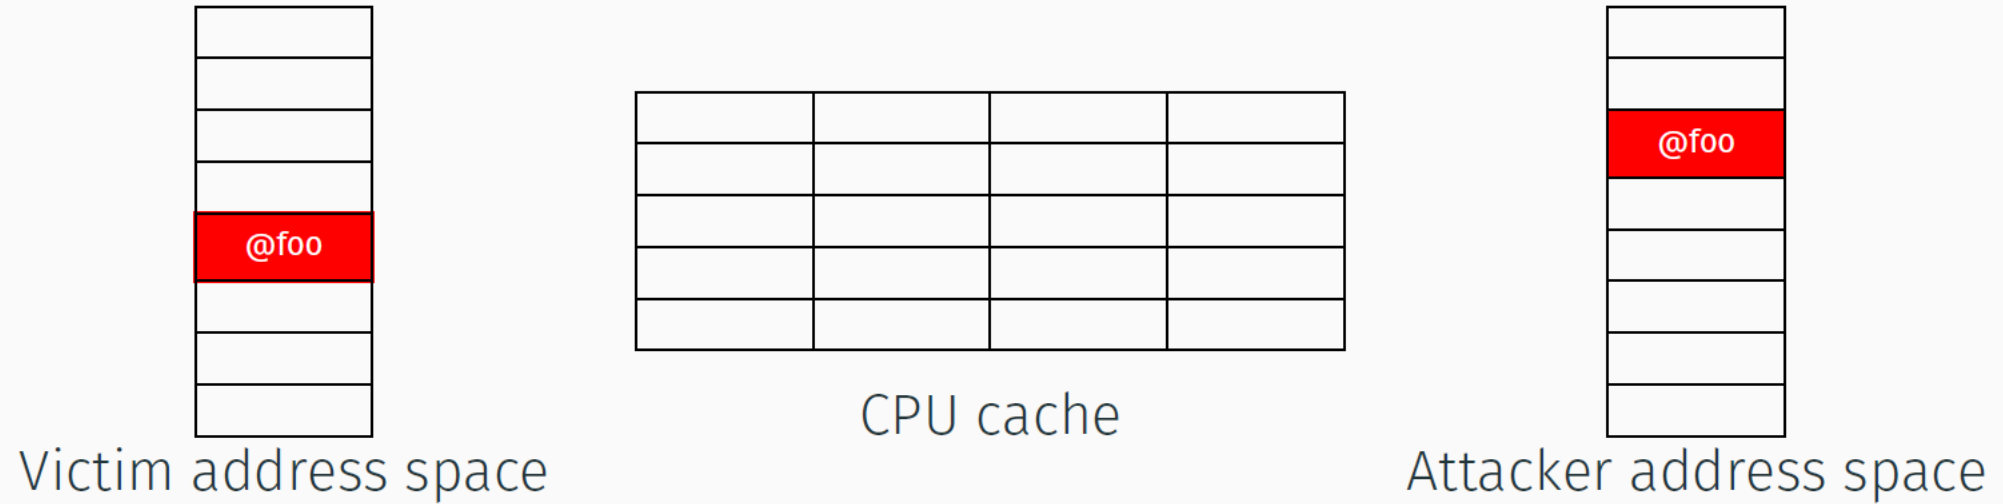 @foo
@foo
CPU cache
Victim address space
Attacker address space